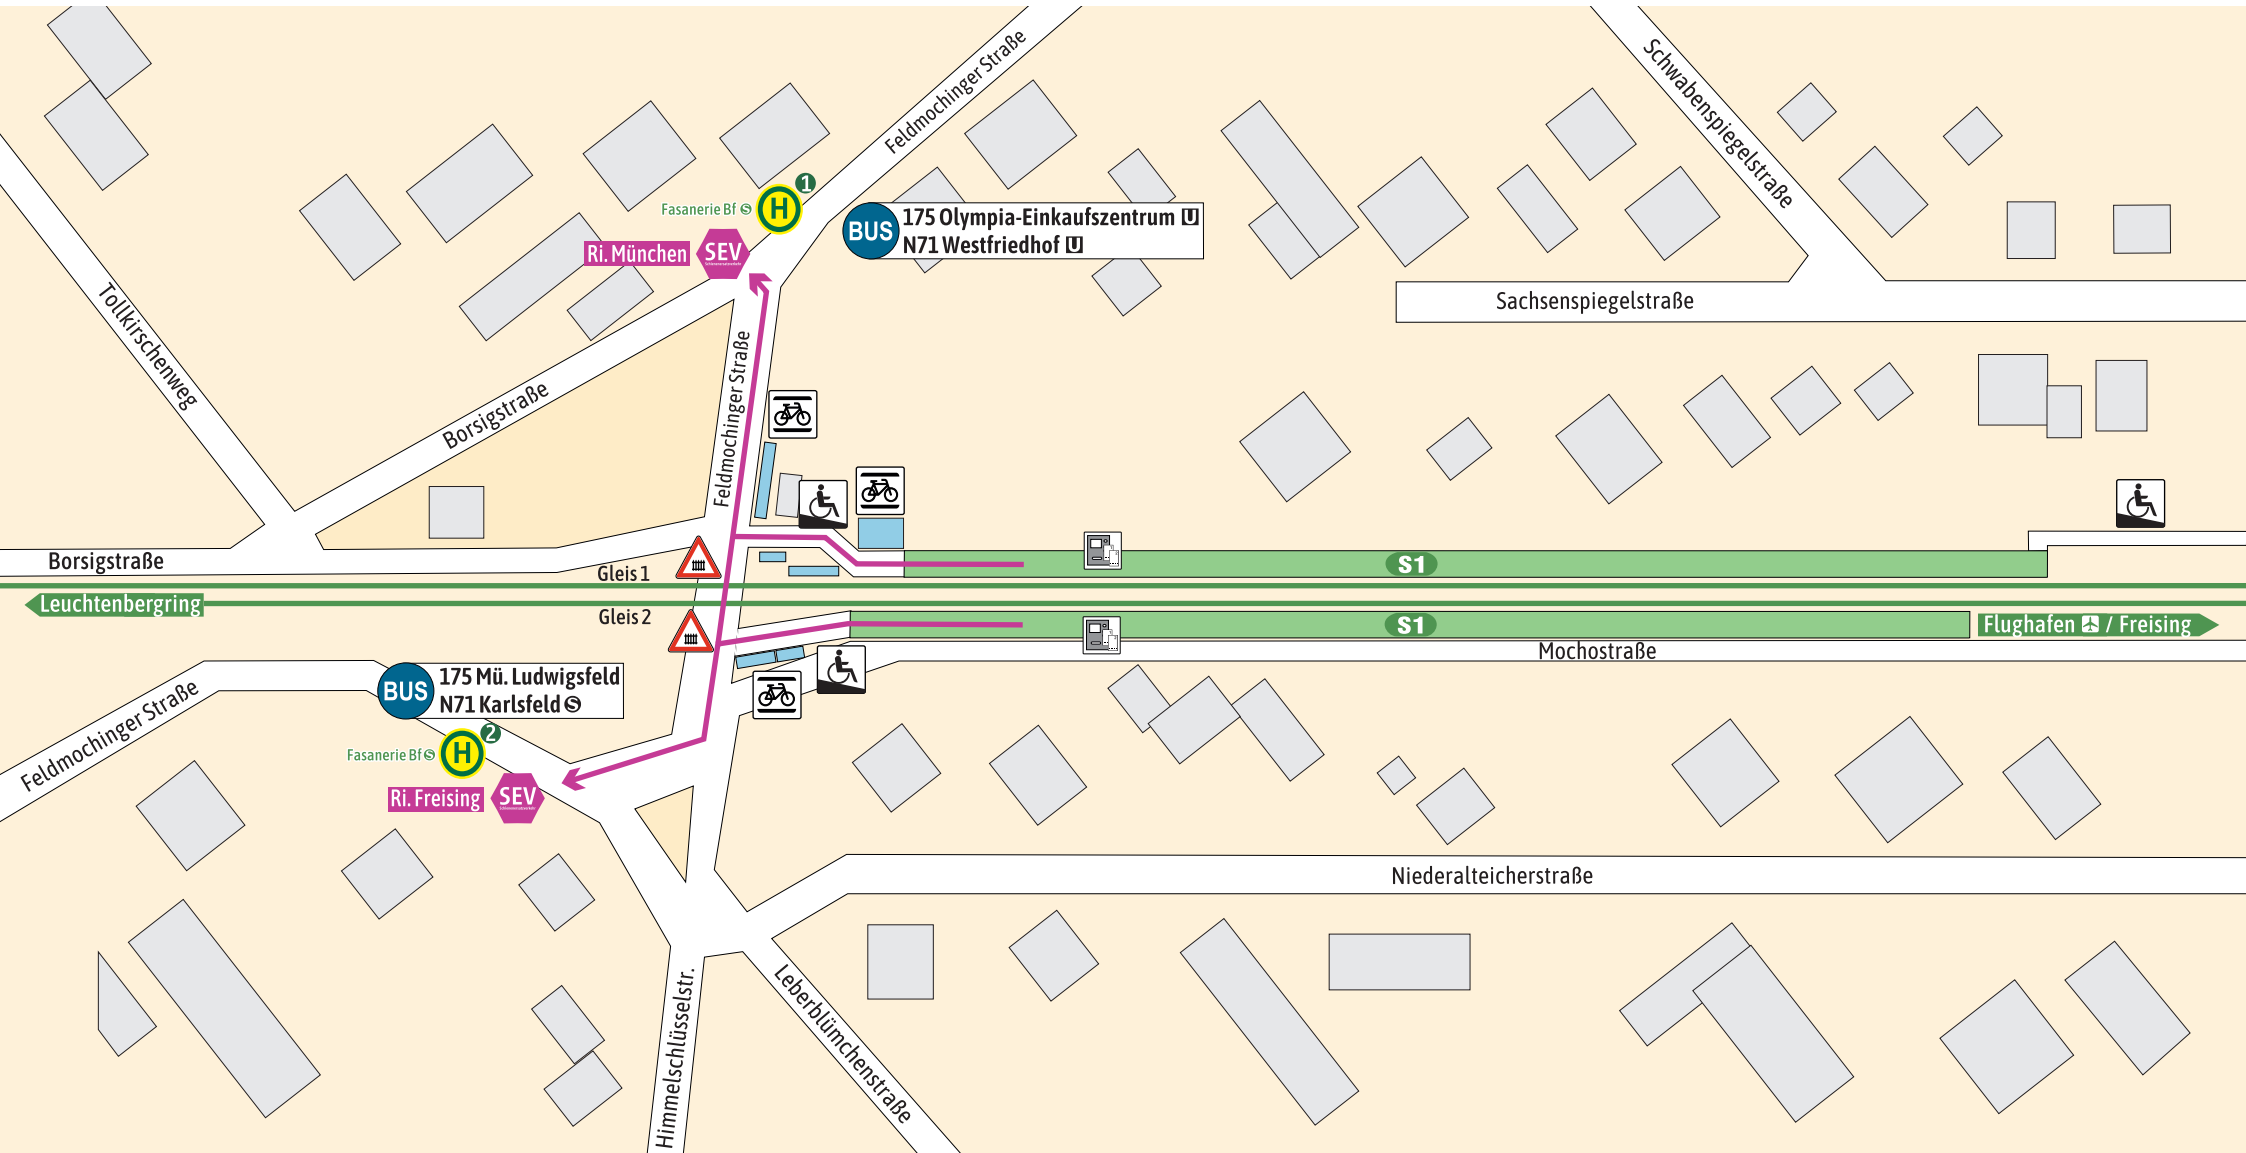 Feldmochinger Straße
Schwabenspiegelstraße
1
Fasanerie Bf S
H
BUS
175 Olympia-Einkaufszentrum U
N71 Westfriedhof U
Ri. München
SEV
Sachsenspiegelstraße
Tollkirschenweg
Feldmochinger Straße
Borsigstraße
Borsigstraße
Gleis 1
S1
Leuchtenbergring
Gleis 2
S1
Flughafen / Freising
Mochostraße
BUS
175 Mü. Ludwigsfeld
N71 Karlsfeld S
Feldmochinger Straße
2
Fasanerie Bf S
H
Ri. Freising
SEV
Niederalteicherstraße
Himmelschlüsselstr.
Leberblümchenstraße